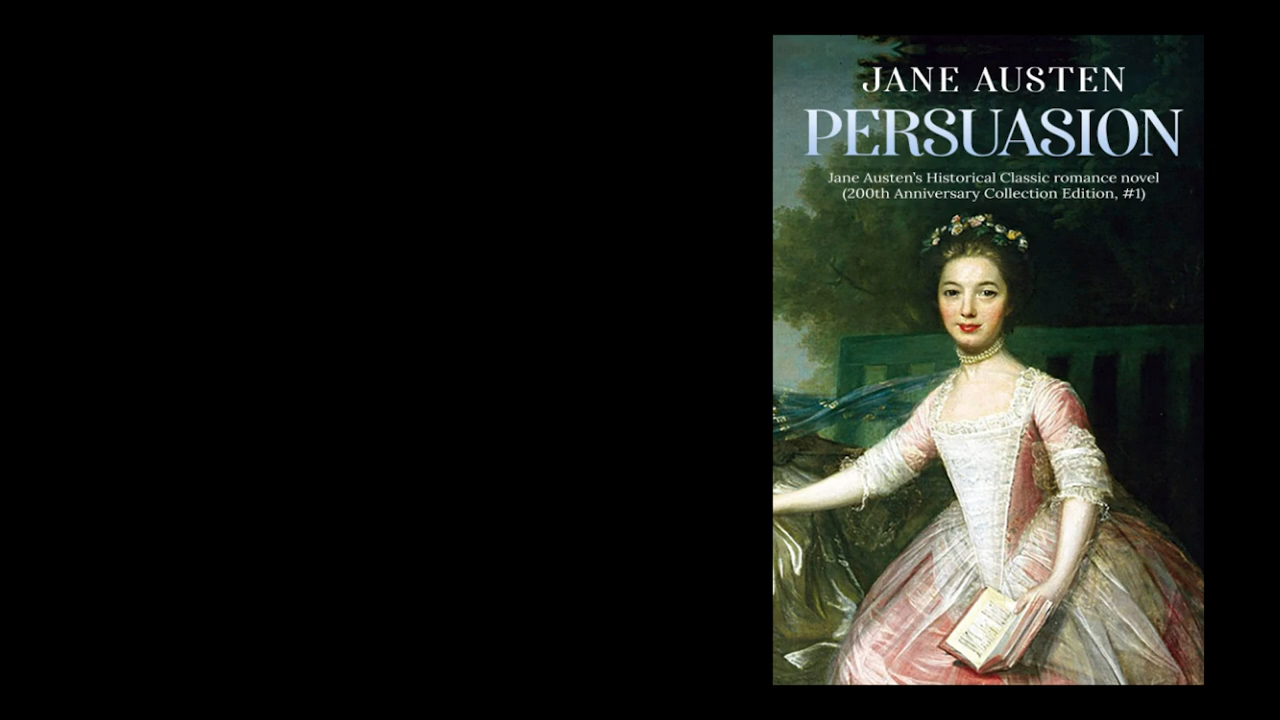 JANE AUSTEN
PERSUASION
Jane Austen's Historical Classic romance novel
(200th Anniversary Collection Edition, #1)